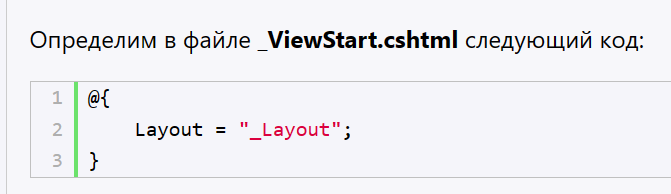 Определим в файле _ViewStart.cshtml следующий код:
1 @{
2     Layout = "_Layout";
3 }